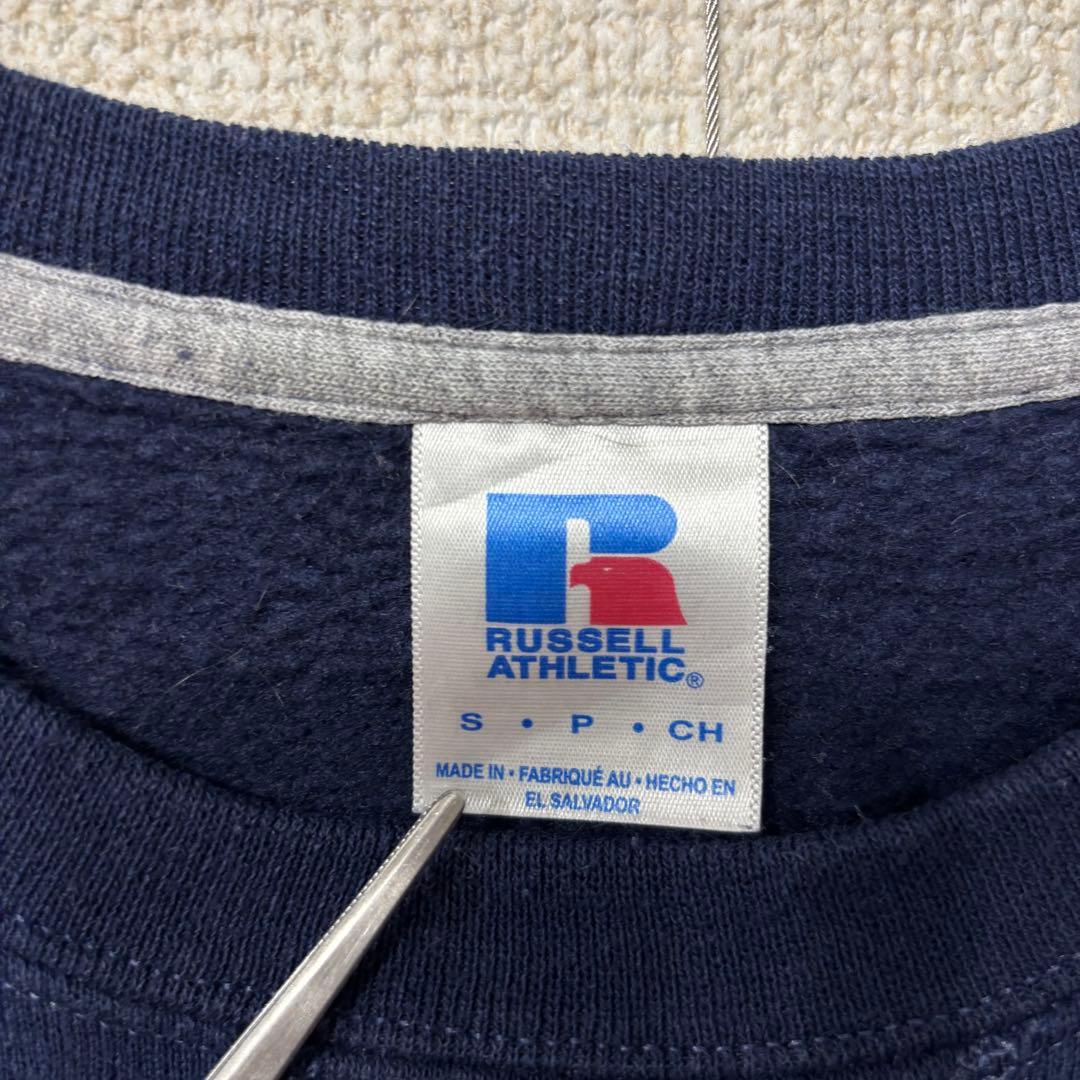 RUSSELL
ATHLETIC®
S • P • CH
MADE IN • FABRIQUÉ AU • HECHO EN
EL SALVADOR